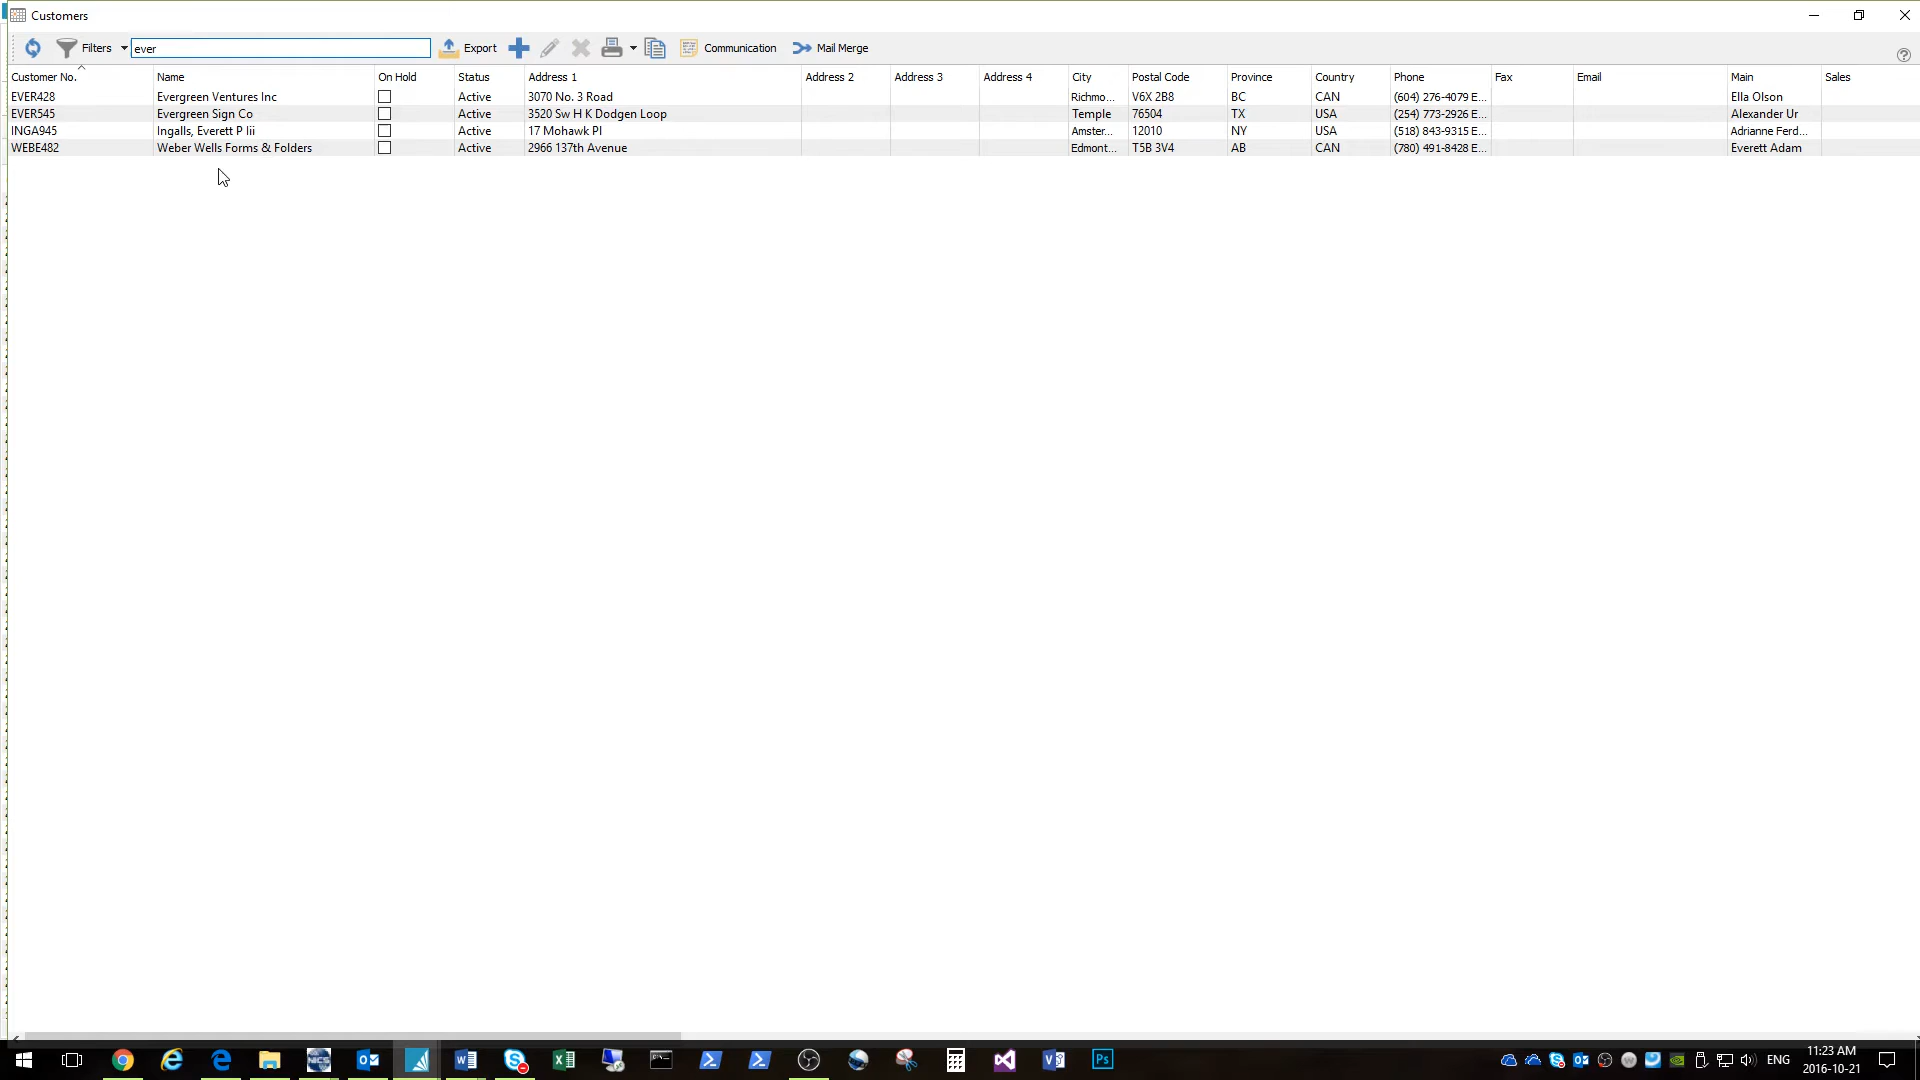 Customers
Filters ever Export Communication Mail Merge
Customer No. Name On Hold Status Address 1 Address 2 Address 3 Address 4 City Postal Code Province Country Phone Fax Email Main Sales
EVER428 Evergreen Ventures Inc Active 3070 No. 3 Road Richmo... V6X 2B8 BC CAN (604) 276-4079 E... Ella Olson
EVER545 Evergreen Sign Co Active 3520 Sw H K Dodgen Loop Temple 76504 TX USA (254) 773-2926 E... Alexander Ur
INGA945 Ingalls, Everett P Iii Active 17 Mohawk Pl Amster... 12010 NY USA (518) 843-9315 E... Adrianne Ferd...
WEBE482 Weber Wells Forms & Folders Active 2966 137th Avenue Edmont... T5B 3V4 AB CAN (780) 491-8428 E... Everett Adam
NICS
Ps
ENG
11:23 AM
2016-10-21